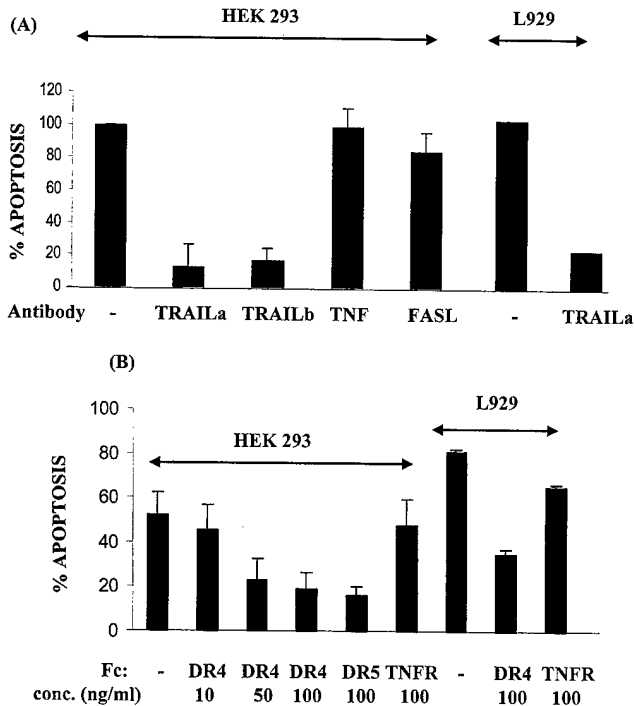 (A)
HEK 293
L929
% APOPTOSIS
120
100
80
60
40
20
0
Antibody - TRAILa TRAILb TNF FASL - TRAILa
(B)
HEK 293
L929
% APOPTOSIS
100
80
60
40
20
0
Fc: - DR4 DR4 DR4 DR5 TNFR - DR4 TNFR
conc. (ng/ml) 10 50 100 100 100 100 100